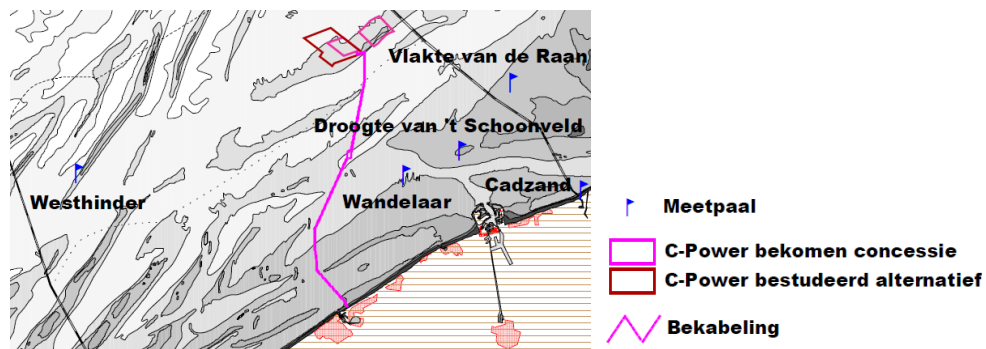 Vlakte van de Raan
Droogte van 't Schoonveld
Westhinder
Wandelaar
Cadzand
Meetpaal
C-Power bekomen concessie
C-Power bestudeerd alternatief
Bekabeling